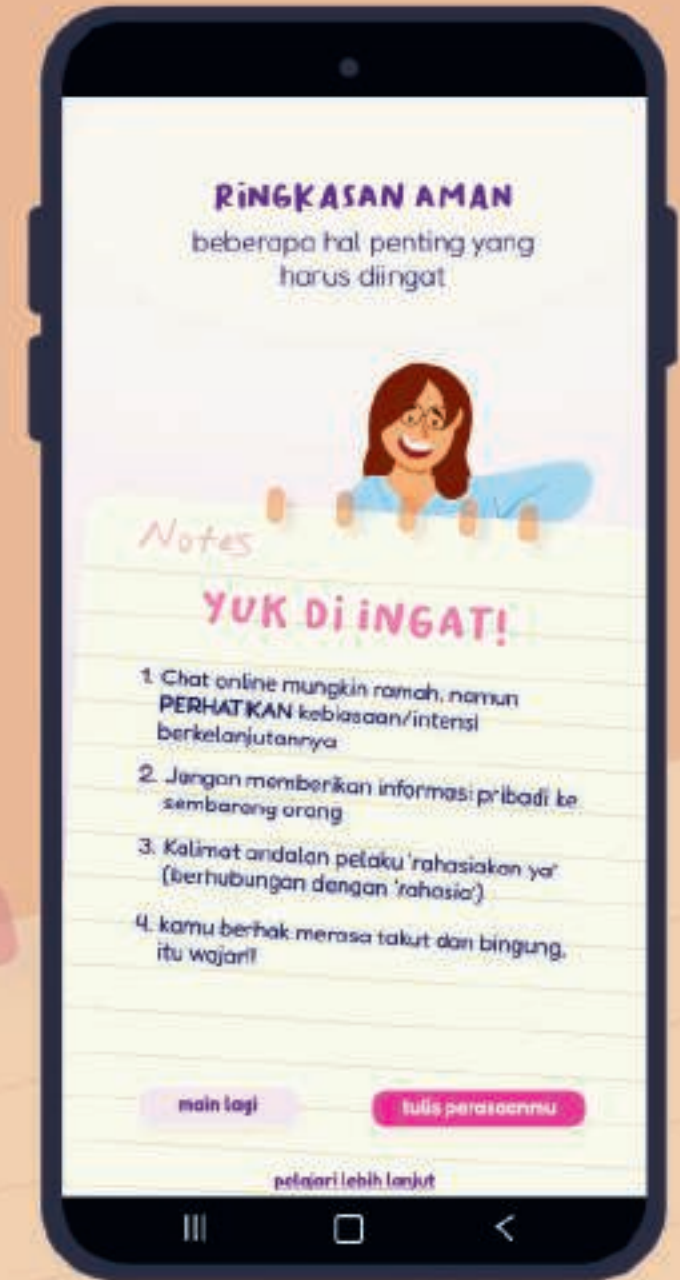 RiNGKASAN AMAN
beberapa hal penting yang
harus diingat
Notes
YUK Di iNGAT!
1. Chat online mungkin ramah, namun
PERHATKAN kebiasaan/intensi
berkelanjutannya
2. Jangan memberikan informasi pribadi ke
sembarang orang
3. Kalimat andalan pelaku 'rahasiakan ya'
(berhubungan dengan 'rahasia')
4. kamu berhak merasa takut dan bingung,
itu wajar!!
main lagi
tulis perasaanmu
pelajari lebih lanjut